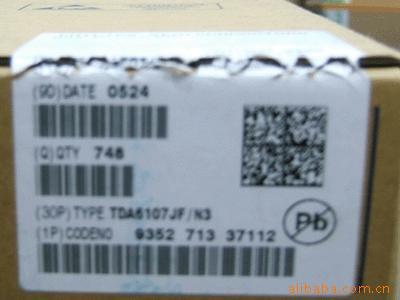 (9D)DATE 0524
(Q)QTY 748
(30P)TYPE TDA6107JF/N3
(1P)CODENO 9352 713 37112
Pb
alibaba.com.cn